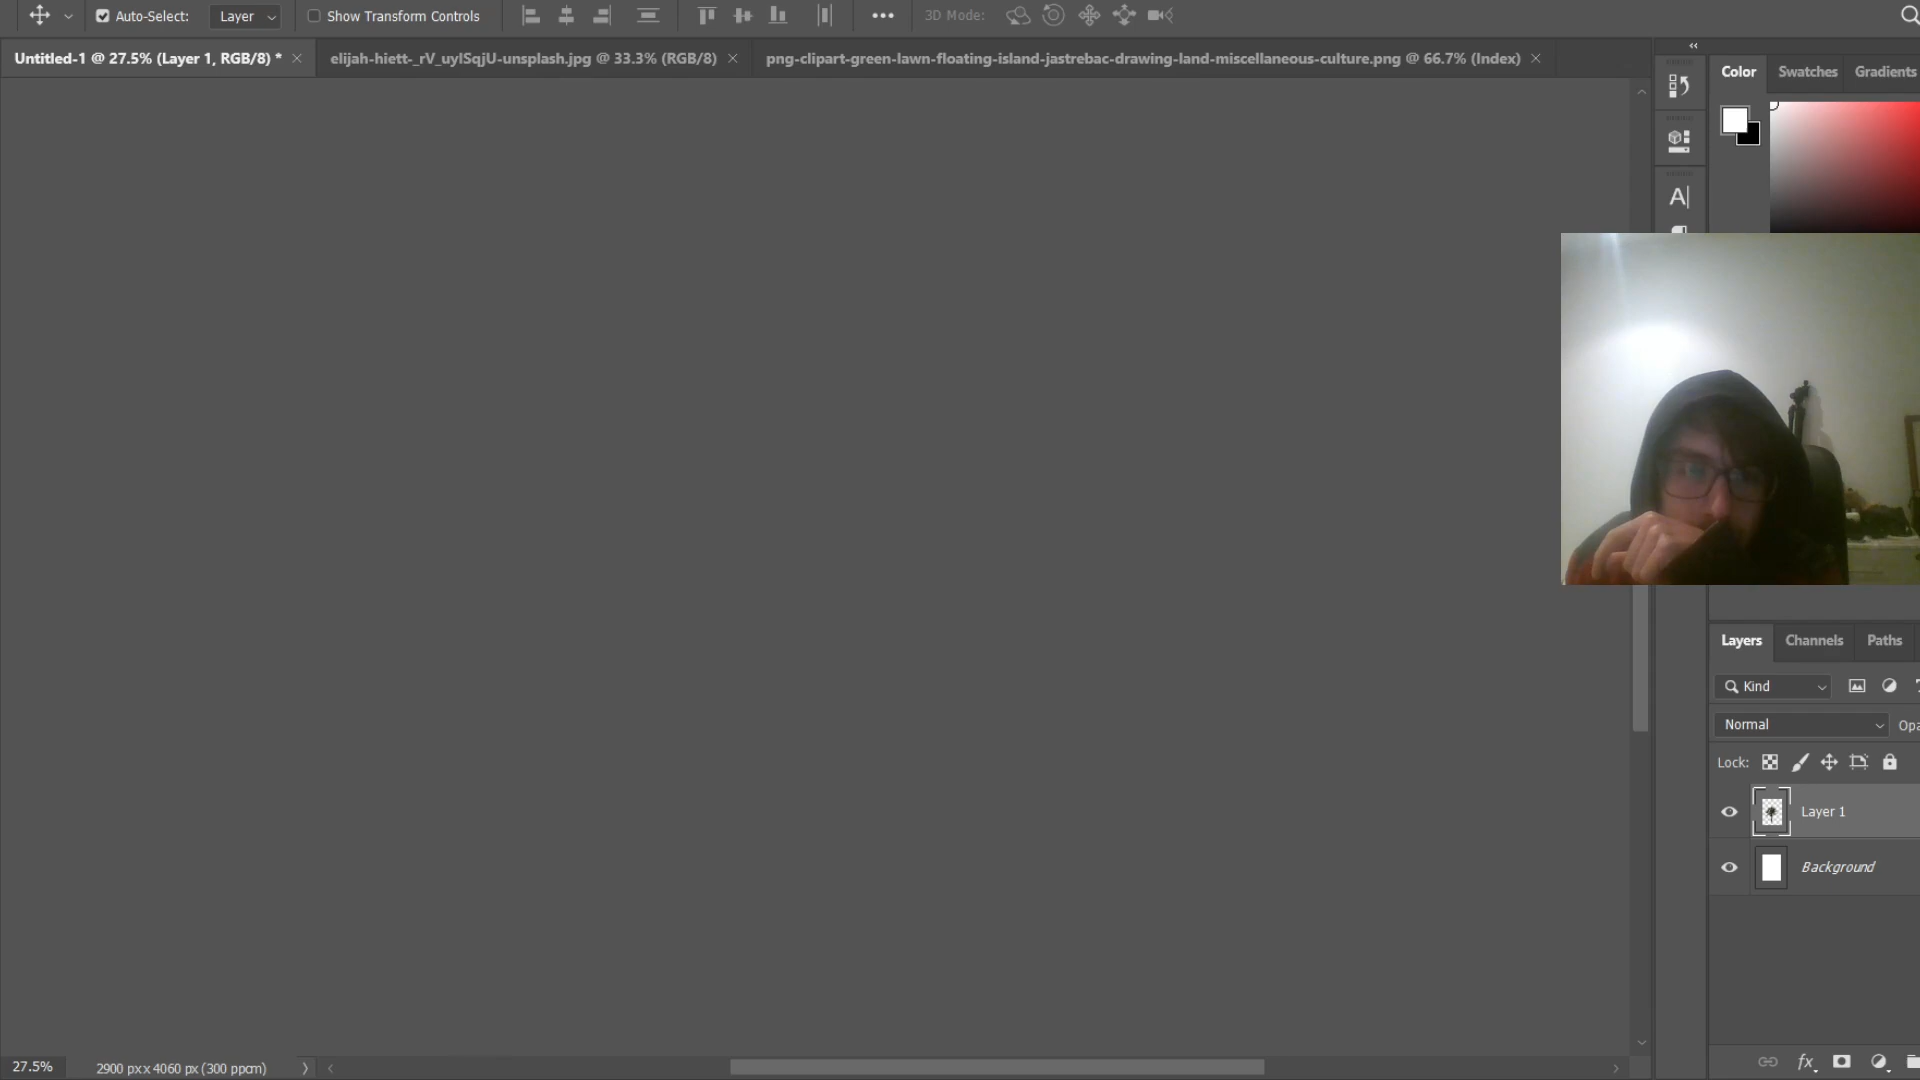 Auto-Select: Layer Show Transform Controls 3D Mode:
Untitled-1 @ 27.5% (Layer 1, RGB/8) * elijah-hiett-_rV_uylSqjU-unsplash.jpg @ 33.3% (RGB/8) png-clipart-green-lawn-floating-island-jastrebac-drawing-land-miscellaneous-culture.png @ 66.7% (Index)
Color Swatches Gradients
Layers Channels Paths
Kind
Normal
Lock:
Layer 1
Background
fx
27.5% 2900 px x 4060 px (300 ppcm)